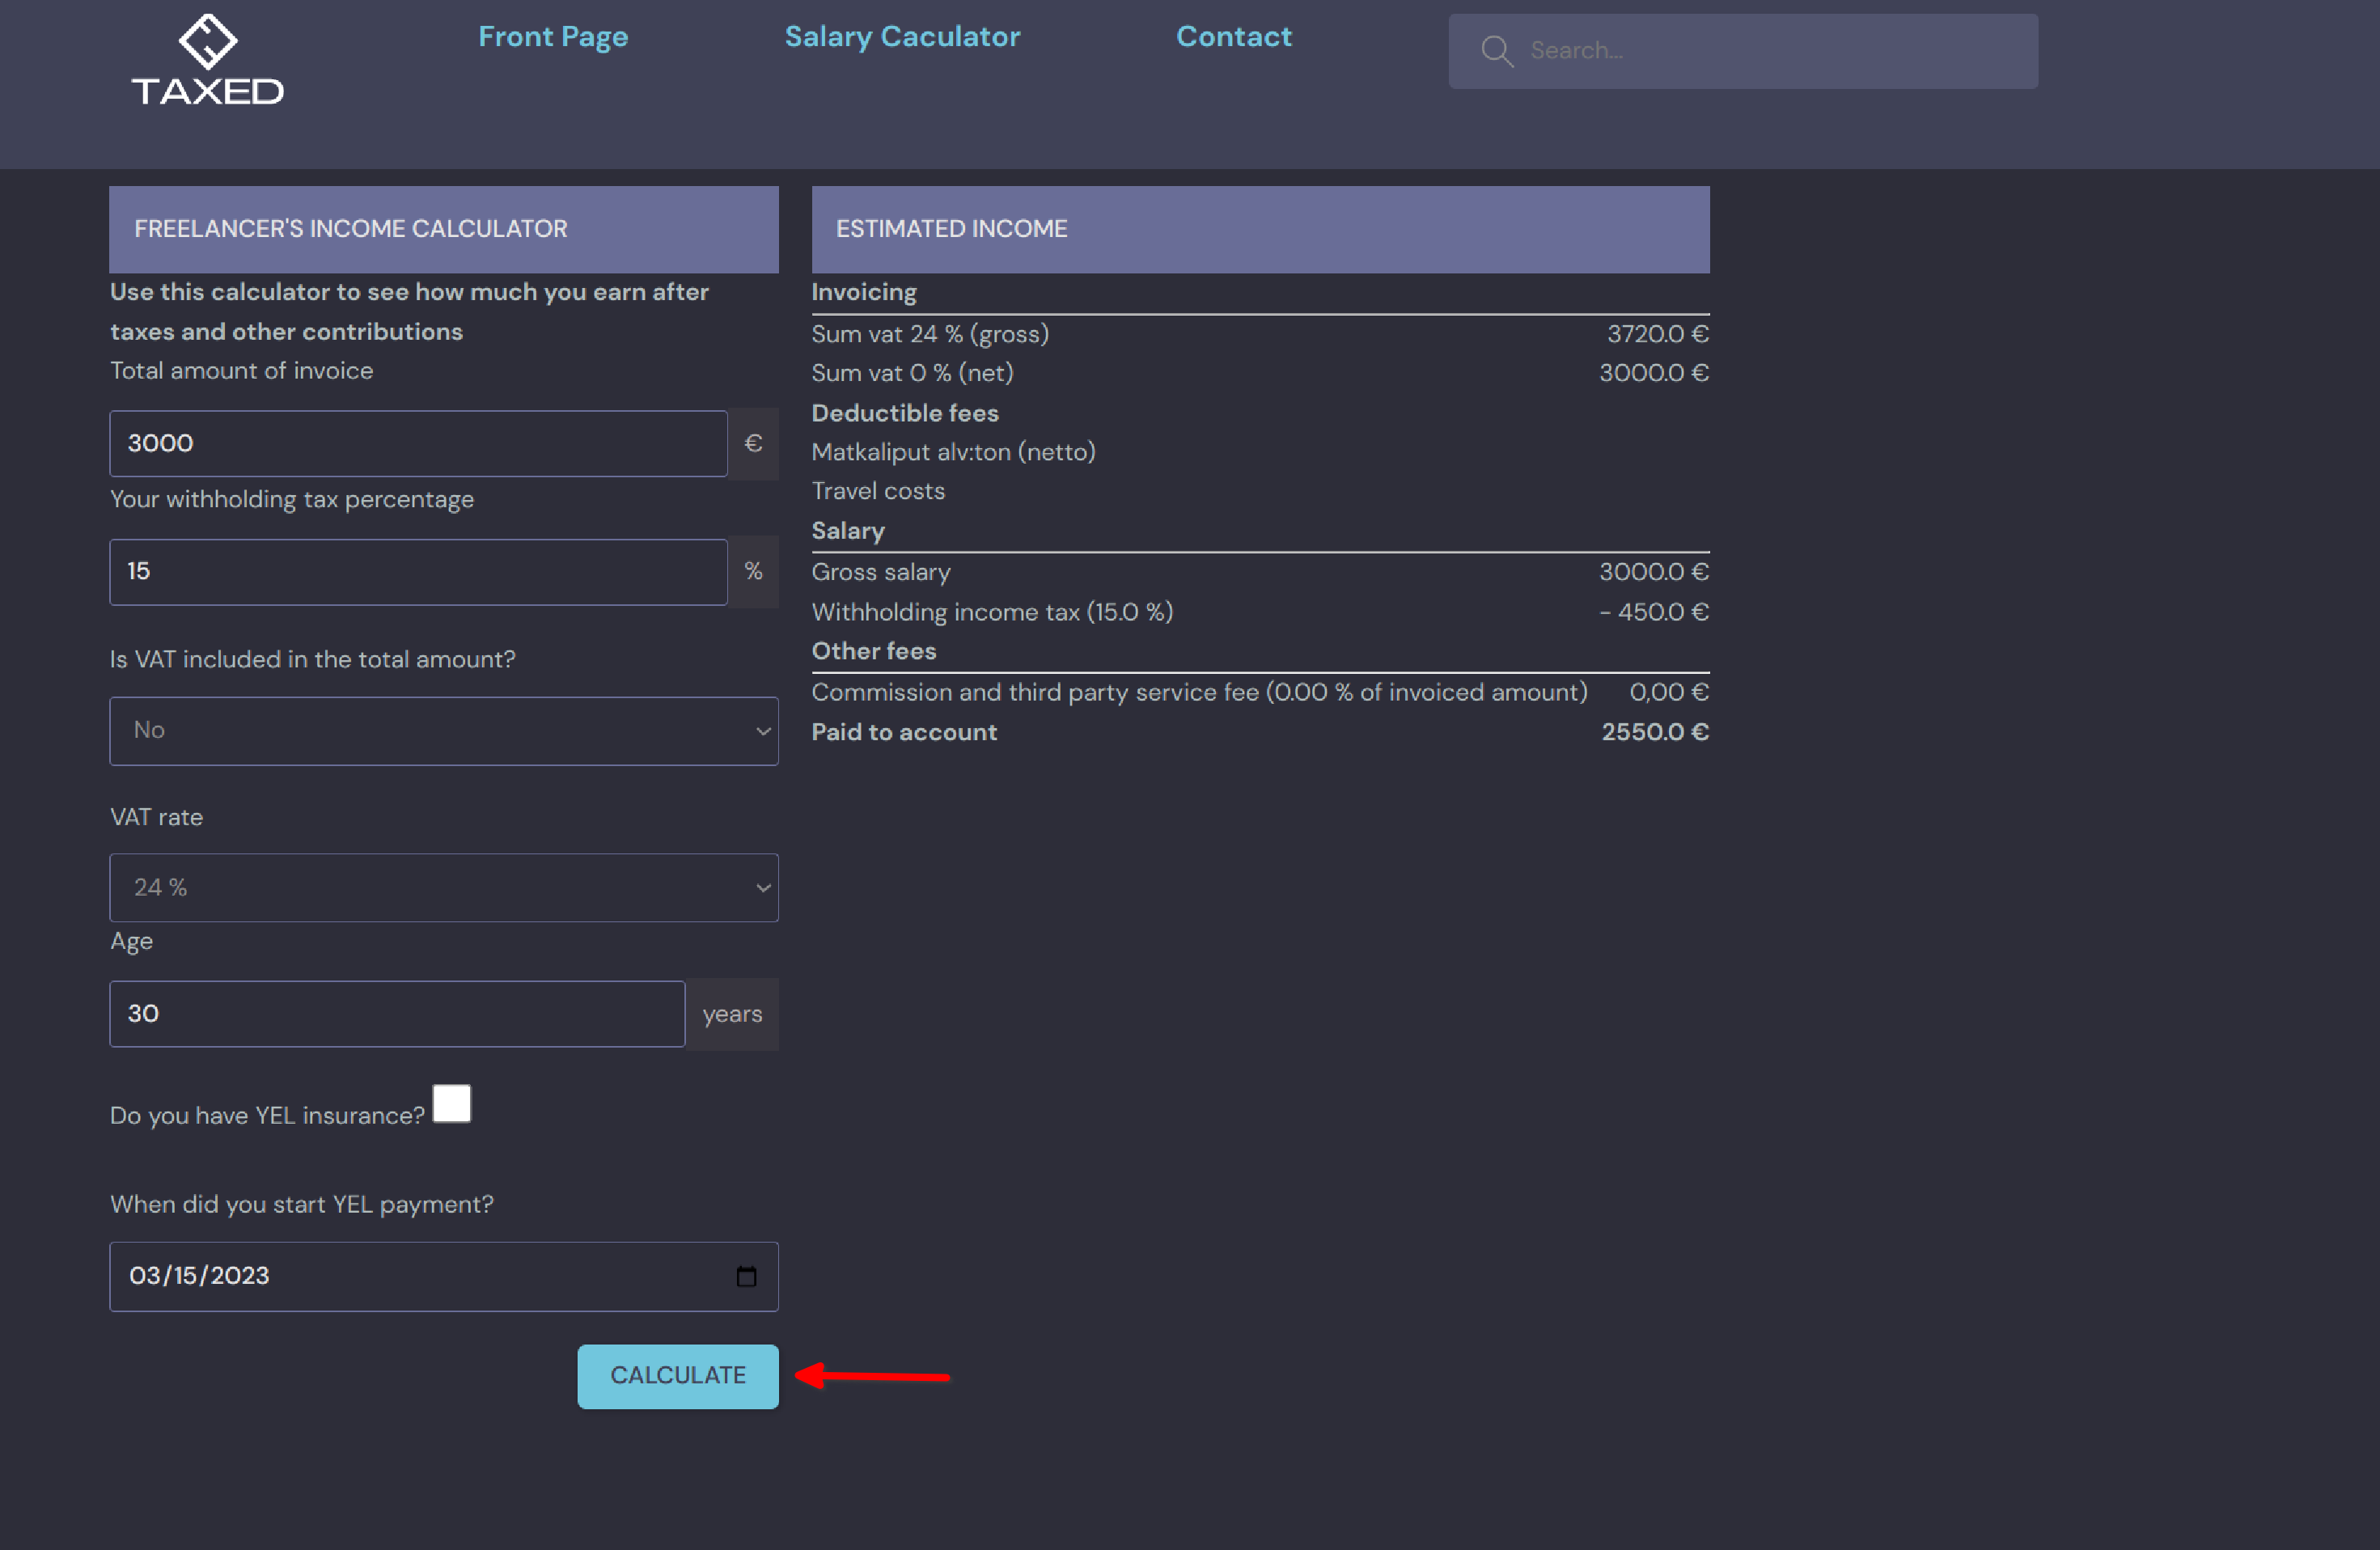 TAXED
Front Page
Salary Caculator
Contact
Search...
FREELANCER'S INCOME CALCULATOR
Use this calculator to see how much you earn after
taxes and other contributions
Total amount of invoice
3000
€
Your withholding tax percentage
15
%
Is VAT included in the total amount?
No
VAT rate
24 %
Age
30
years
Do you have YEL insurance?
When did you start YEL payment?
03/15/2023
CALCULATE
ESTIMATED INCOME
Invoicing
Sum vat 24 % (gross) 3720.0 €
Sum vat 0 % (net) 3000.0 €
Deductible fees
Matkaliput alv:ton (netto)
Travel costs
Salary
Gross salary 3000.0 €
Withholding income tax (15.0 %) - 450.0 €
Other fees
Commission and third party service fee (0.00 % of invoiced amount) 0,00 €
Paid to account 2550.0 €